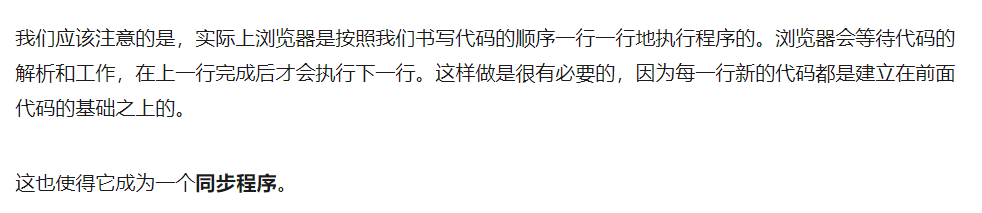 我们应该注意的是，实际上浏览器是按照我们书写代码的顺序一行一行地执行程序的。浏览器会等待代码的
解析和工作，在上一行完成后才会执行下一行。这样做是很有必要的，因为每一行新的代码都是建立在前面
代码的基础之上的。
这也使得它成为一个同步程序。